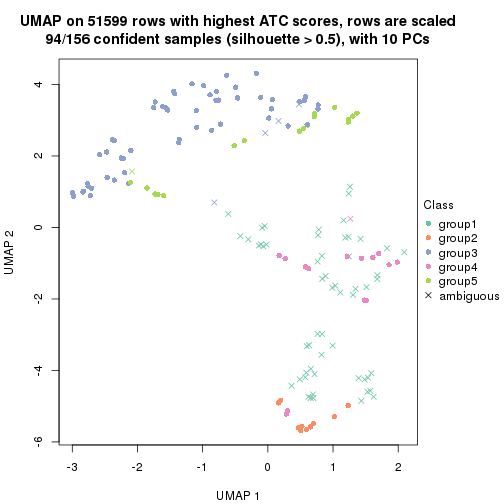 UMAP on 51599 rows with highest ATC scores, rows are scaled
94/156 confident samples (silhouette > 0.5), with 10 PCs
4
2
0
-2
-4
-6
UMAP 2
-3
-2
-1
0
1
2
UMAP 1
Class
group1
group2
group3
group4
group5
ambiguous